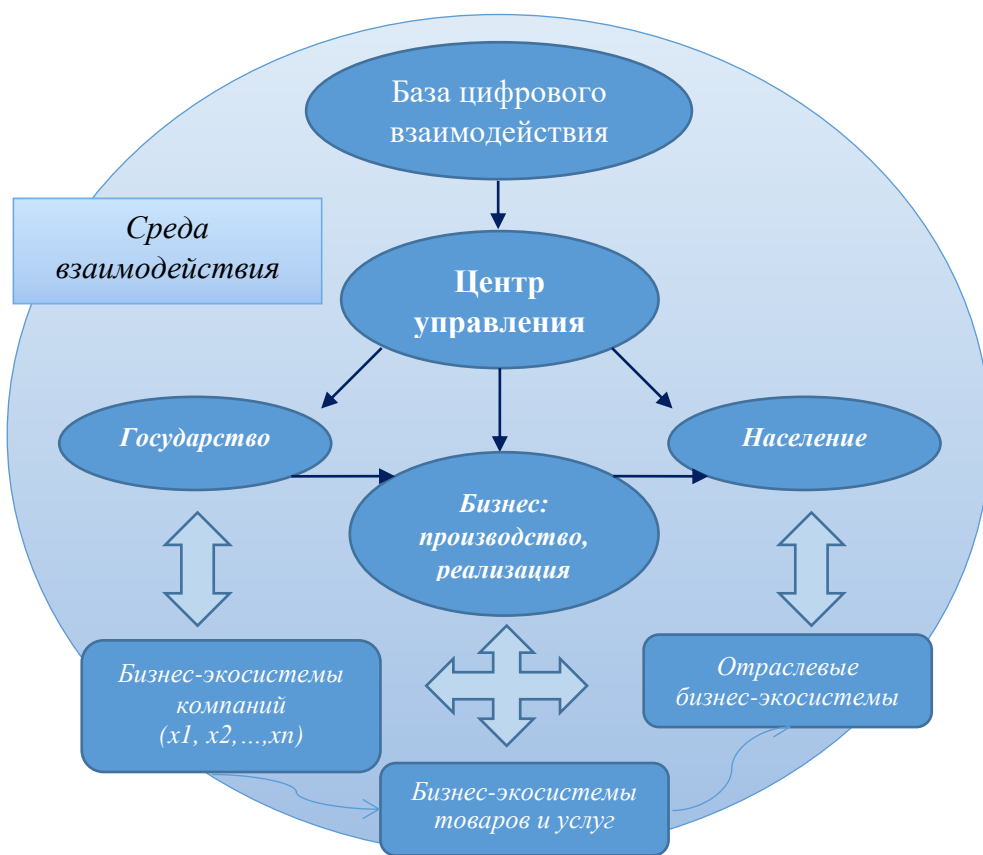 База цифрового
взаимодействия
Среда
взаимодействия
Центр
управления
Государство
Население
Бизнес:
производство,
реализация
Бизнес-экосистемы
компаний
(x1, x2,...,xn)
Отраслевые
бизнес-экосистемы
Бизнес-экосистемы
товаров и услуг